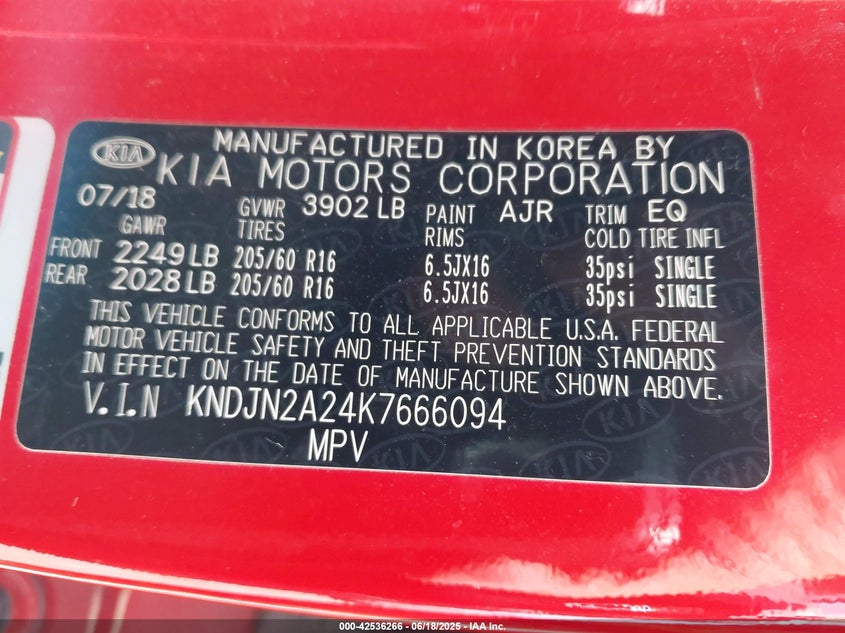 KIA MANUFACTURED IN KOREA BY
KIA MOTORS CORPORATION
07/18 GVWR 3902 LB PAINT AJR TRIM EQ
GAWR TIRES RIMS COLD TIRE INFL
FRONT 2249 LB 205/60 R16 6.5JX16 35psi SINGLE
REAR 2028 LB 205/60 R16 6.5JX16 35psi SINGLE
THIS VEHICLE CONFORMS TO ALL APPLICABLE U.S.A. FEDERAL
MOTOR VEHICLE SAFETY AND THEFT PREVENTION STANDARDS
IN EFFECT ON THE DATE OF MANUFACTURE SHOWN ABOVE.
V.I.N KNDJN2A24K7666094
MPV
000-42536266 - 06/18/2025 - IAA Inc.